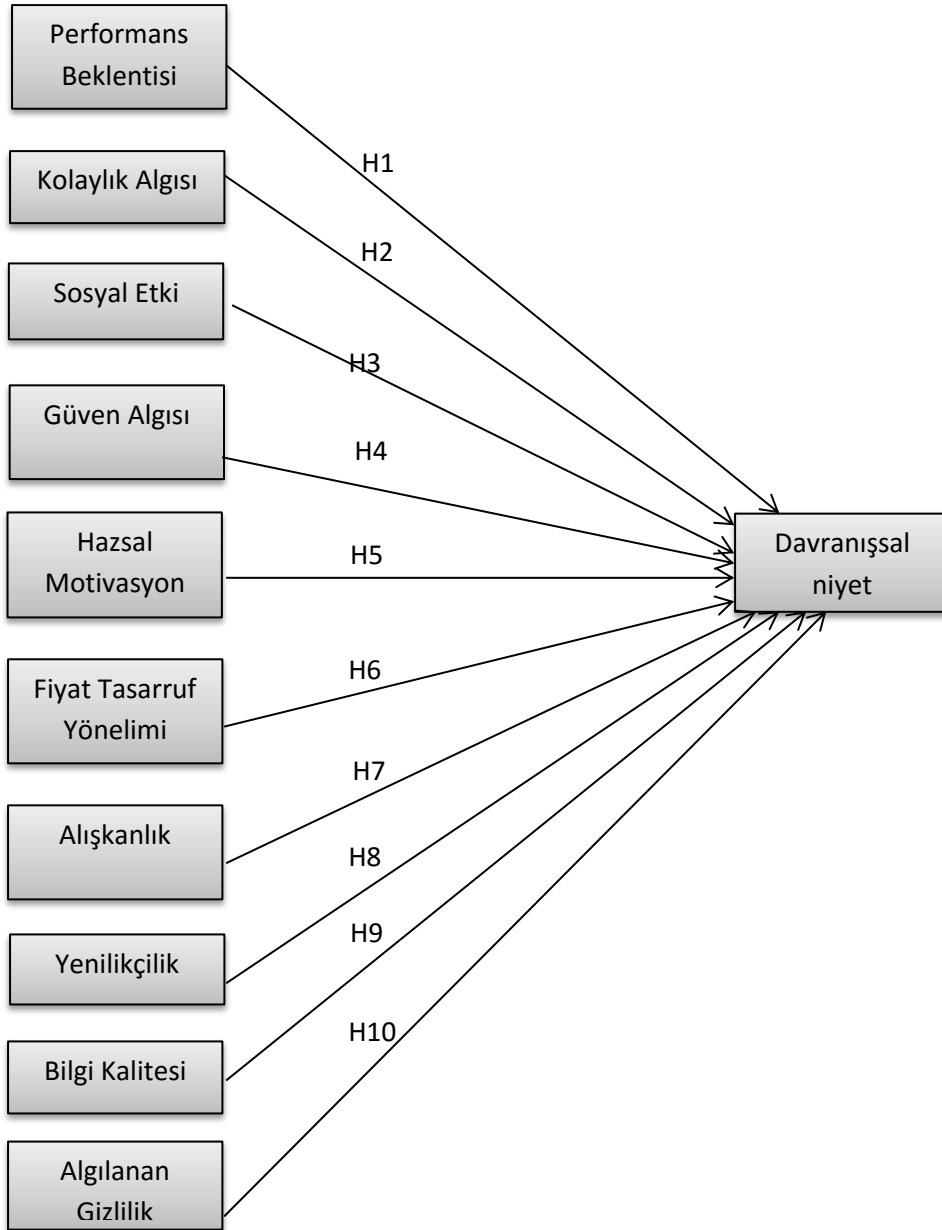 Performans
Beklentisi
H1
Kolaylık Algısı
H2
Sosyal Etki
H3
Güven Algısı
H4
Hazsal
Motivasyon
H5
Davranışsal
niyet
Fiyat Tasarruf
Yönelimi
H6
H7
Alışkanlık
H8
Yenilikçilik
H9
Bilgi Kalitesi
H10
Algılanan
Gizlilik